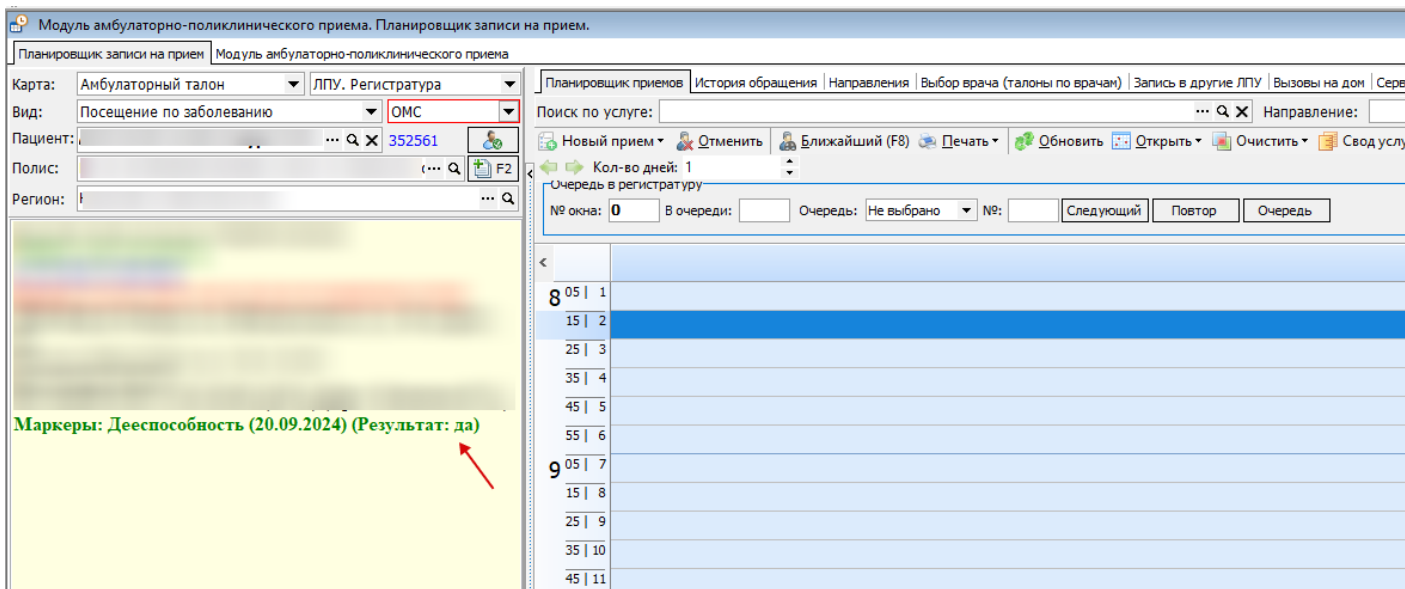 Модуль амбулаторно-поликлинического приема. Планировщик записи на прием.
Планировщик записи на прием Модуль амбулаторно-поликлинического приема
Карта: Амбулаторный талон ЛПУ. Регистратура
Вид: Посещение по заболеванию ОМС
Пациент: 352561
Полис: F2
Регион:
Маркеры: Дееспособность (20.09.2024) (Результат: да)
Планировщик приемов История обращения Направления Выбор врача (талоны по врачам) Запись в другие ЛПУ Вызовы на дом Серв
Поиск по услуге: Направление:
Новый прием Отменить Ближайший (F8) Печать Обновить Открыть Очистить Свод услу
Кол-во дней: 1
Очередь в регистратуру
№ окна: 0 В очереди: Очередь: Не выбрано №: Следующий Повтор Очередь
8 05 | 1
15 | 2
25 | 3
35 | 4
45 | 5
55 | 6
9 05 | 7
15 | 8
25 | 9
35 | 10
45 | 11